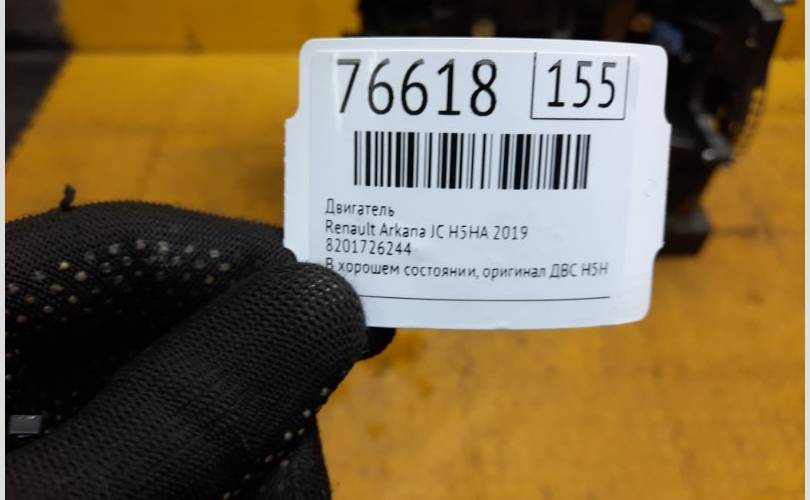 76618 155
Двигатель
Renault Arkana JC H5HA 2019
8201726244
В хорошем состоянии, оригинал ДВС H5H